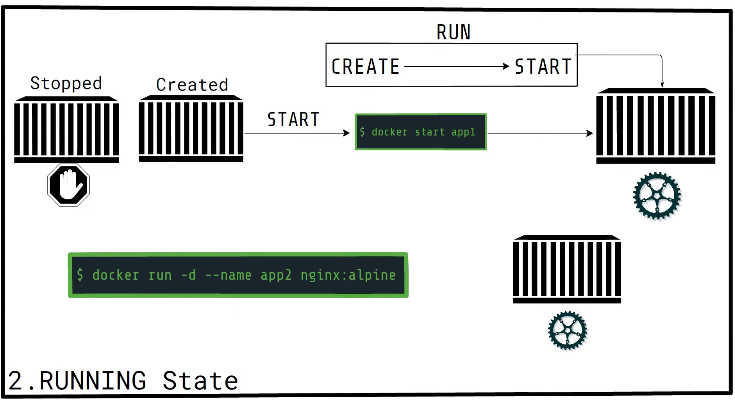 RUN
CREATE START
Stopped
Created
START
$ docker start app1
$ docker run -d --name app2 nginx:alpine
2.RUNNING State